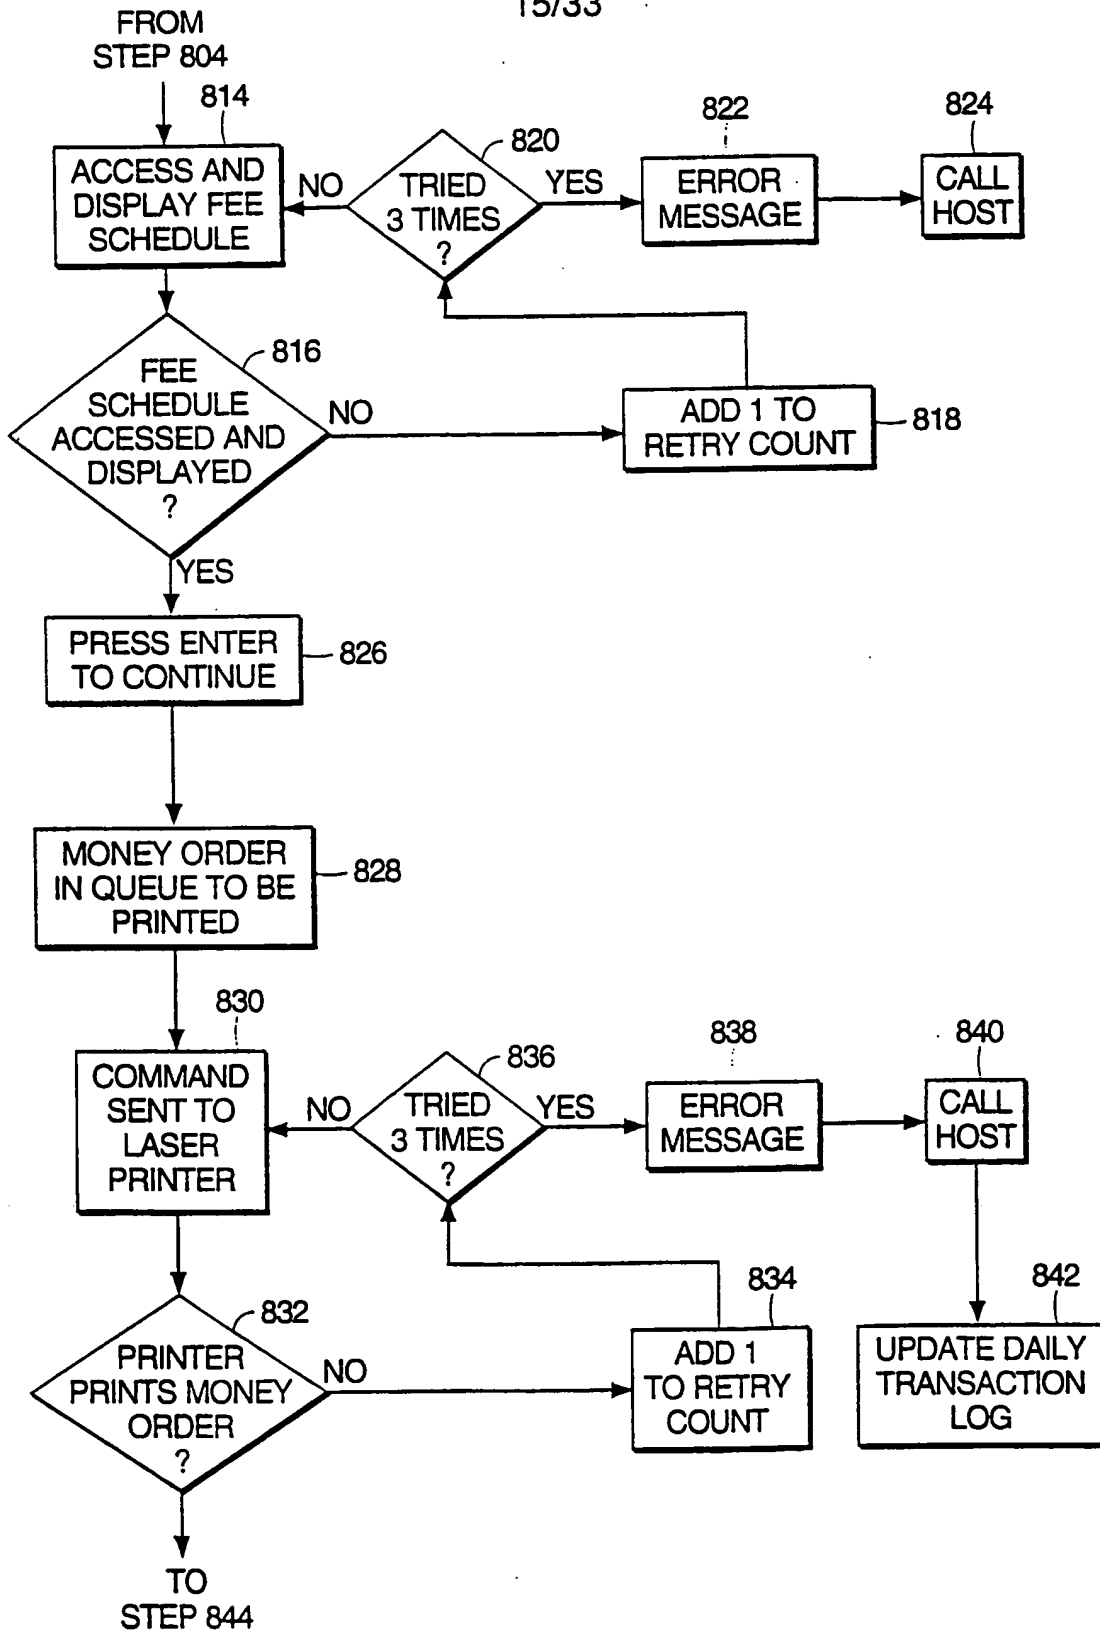 15/33
FROM
STEP 804
814
ACCESS AND
DISPLAY FEE
SCHEDULE
NO
820
TRIED
3 TIMES
?
YES
822
ERROR
MESSAGE
824
CALL
HOST
816
FEE
SCHEDULE
ACCESSED AND
DISPLAYED
?
NO
ADD 1 TO
RETRY COUNT
818
YES
PRESS ENTER
TO CONTINUE
826
MONEY ORDER
IN QUEUE TO BE
PRINTED
828
830
COMMAND
SENT TO
LASER
PRINTER
NO
836
TRIED
3 TIMES
?
YES
838
ERROR
MESSAGE
840
CALL
HOST
832
PRINTER
PRINTS MONEY
ORDER
?
NO
834
ADD 1
TO RETRY
COUNT
842
UPDATE DAILY
TRANSACTION
LOG
TO
STEP 844